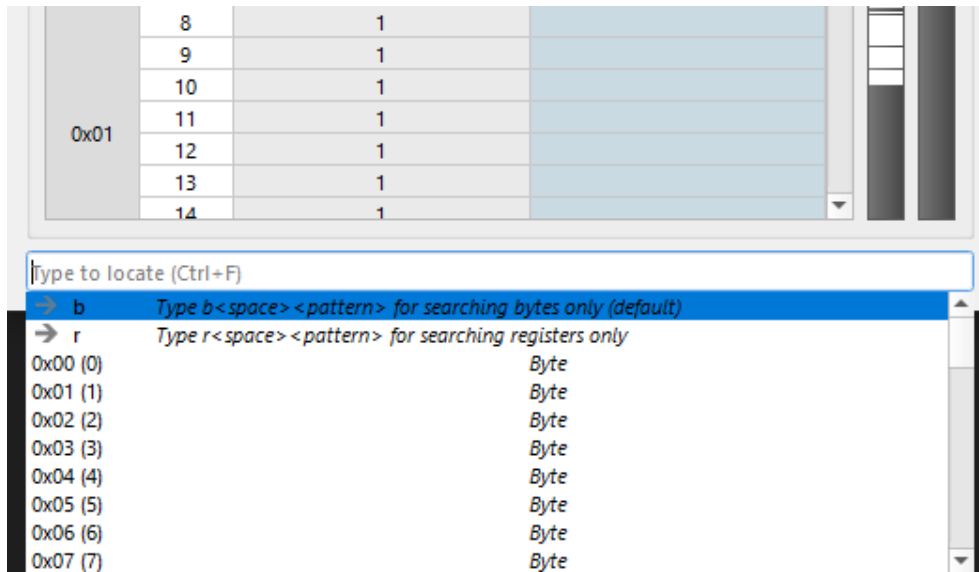 8 1
9 1
10 1
11 1
0x01
12 1
13 1
14 1
Type to locate (Ctrl+F)
b Type b<space><pattern> for searching bytes only (default)
r Type r<space><pattern> for searching registers only
0x00 (0) Byte
0x01 (1) Byte
0x02 (2) Byte
0x03 (3) Byte
0x04 (4) Byte
0x05 (5) Byte
0x06 (6) Byte
0x07 (7) Byte